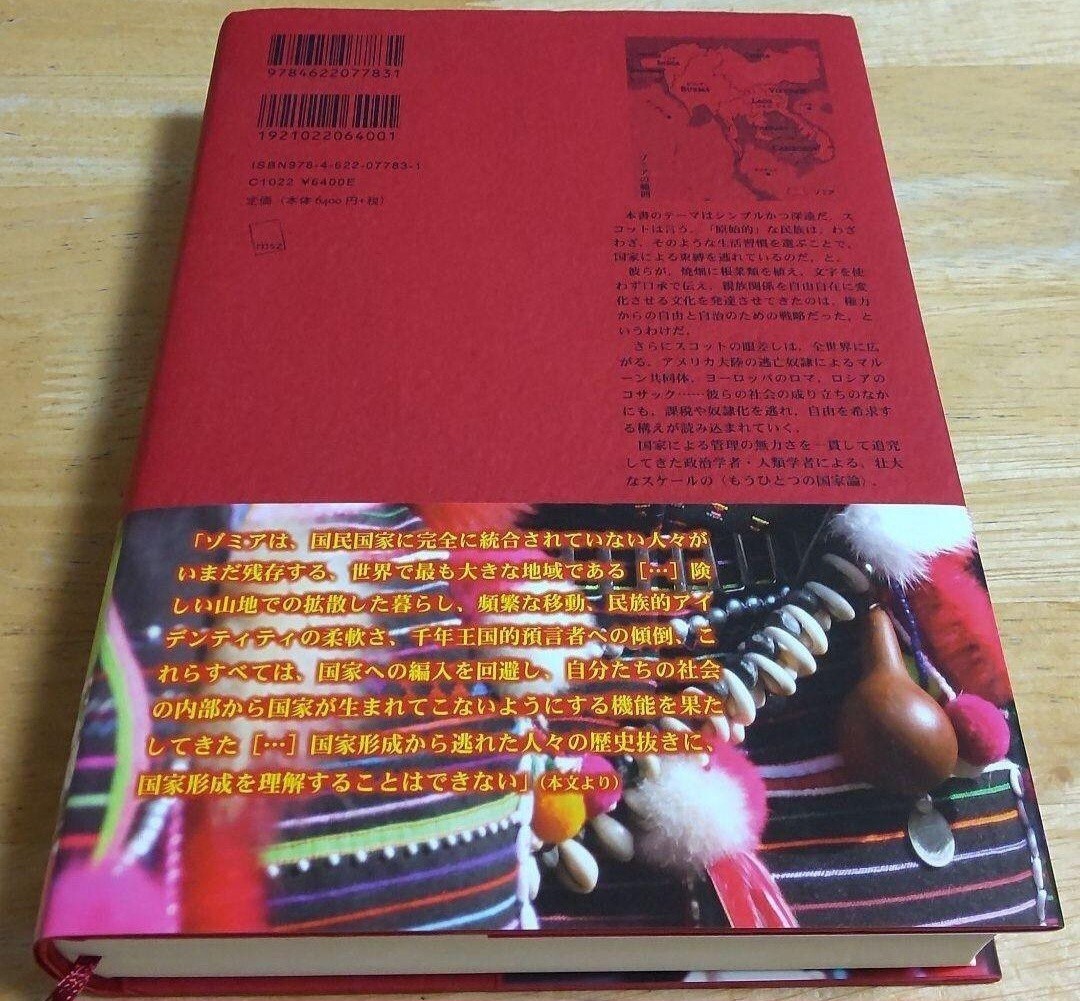 9784622077831
1921022064001
ISBN978-4-622-07783-1
C1022 ¥6400E
定価（本体6400円+税）
msz
Burma
Laos
ゾミアの範囲
ゾミア
本書のテーマはシンプルかつ深遠だ。ス
コットは言う。「原始的」な民族は、わざ
わざ、そのような生活習慣を選ぶことで、
国家による束縛を逃れているのだ、と。
彼らが、焼畑に根菜類を植え、文字を使
わず口承で伝え、親族関係を自由自在に変
化させる文化を発達させてきたのは、権力
からの自由と自治のための戦略だった、と
いうわけだ。
さらにスコットの眼差しは、全世界に広
がる。アメリカ大陸の逃亡奴隷によるマル
ーン共同体、ヨーロッパのロマ、ロシアの
コサック……彼らの社会の成り立ちのなか
にも、課税や奴隷化を逃れ、自由を希求す
る構えが読み込まれていく。
国家による管理の無力さを一貫して追究
してきた政治学者・人類学者による、壮大
なスケールの〈もうひとつの国家論〉。
「ゾミアは、国民国家に完全に統合されていない人々が
いまだ残存する、世界で最も大きな地域である［…］険
しい山地での拡散した暮らし、頻繁な移動、民族的アイ
デンティティの柔軟さ、千年王国的預言者への傾倒、こ
れらすべては、国家への編入を回避し、自分たちの社会
の内部から国家が生まれてこないようにする機能を果た
してきた［…］国家形成から逃れた人々の歴史抜きに、
国家形成を理解することはできない」（本文より）